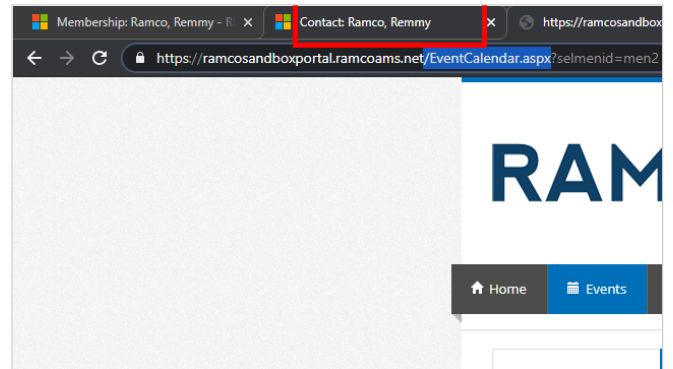 Membership: Ramco, Remmy - R
Contact: Ramco, Remmy
https://ramcosandbox
https://ramcosandboxportal.ramcoams.net/EventCalendar.aspx?selmenid=men2
RAM
Home
Events